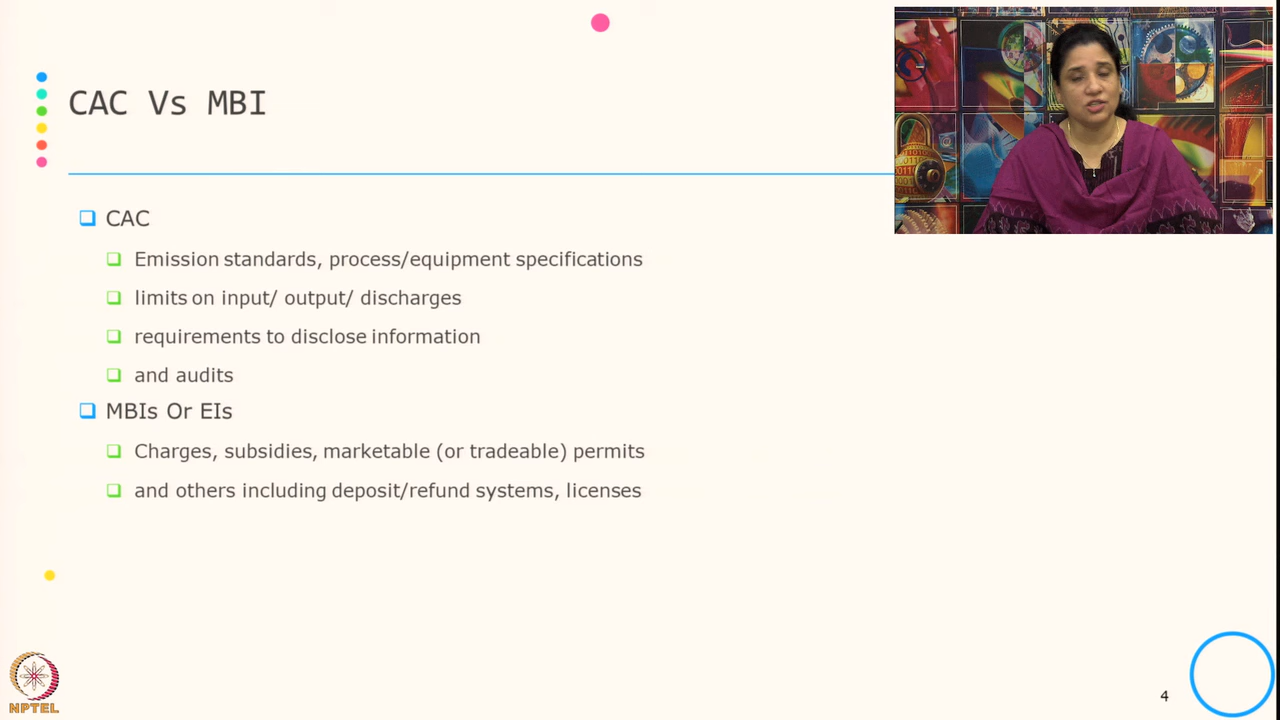 CAC Vs MBI
CAC
Emission standards, process/equipment specifications
limits on input/ output/ discharges
requirements to disclose information
and audits
MBIs Or EIs
Charges, subsidies, marketable (or tradeable) permits
and others including deposit/refund systems, licenses
NPTEL
4